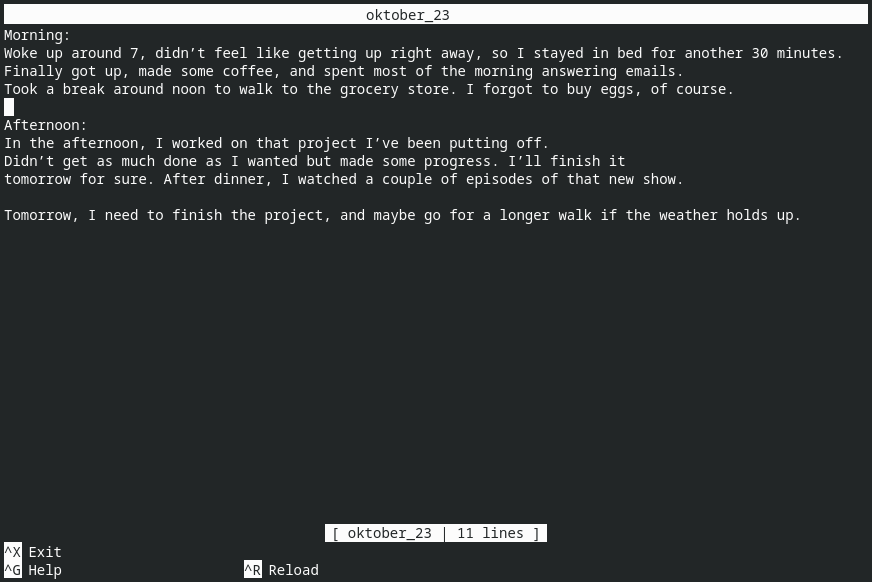 oktober_23
Morning:
Woke up around 7, didn’t feel like getting up right away, so I stayed in bed for another 30 minutes.
Finally got up, made some coffee, and spent most of the morning answering emails.
Took a break around noon to walk to the grocery store. I forgot to buy eggs, of course.
Afternoon:
In the afternoon, I worked on that project I’ve been putting off.
Didn’t get as much done as I wanted but made some progress. I’ll finish it
tomorrow for sure. After dinner, I watched a couple of episodes of that new show.
Tomorrow, I need to finish the project, and maybe go for a longer walk if the weather holds up.
[ oktober_23 | 11 lines ]
^X Exit
^G Help ^R Reload